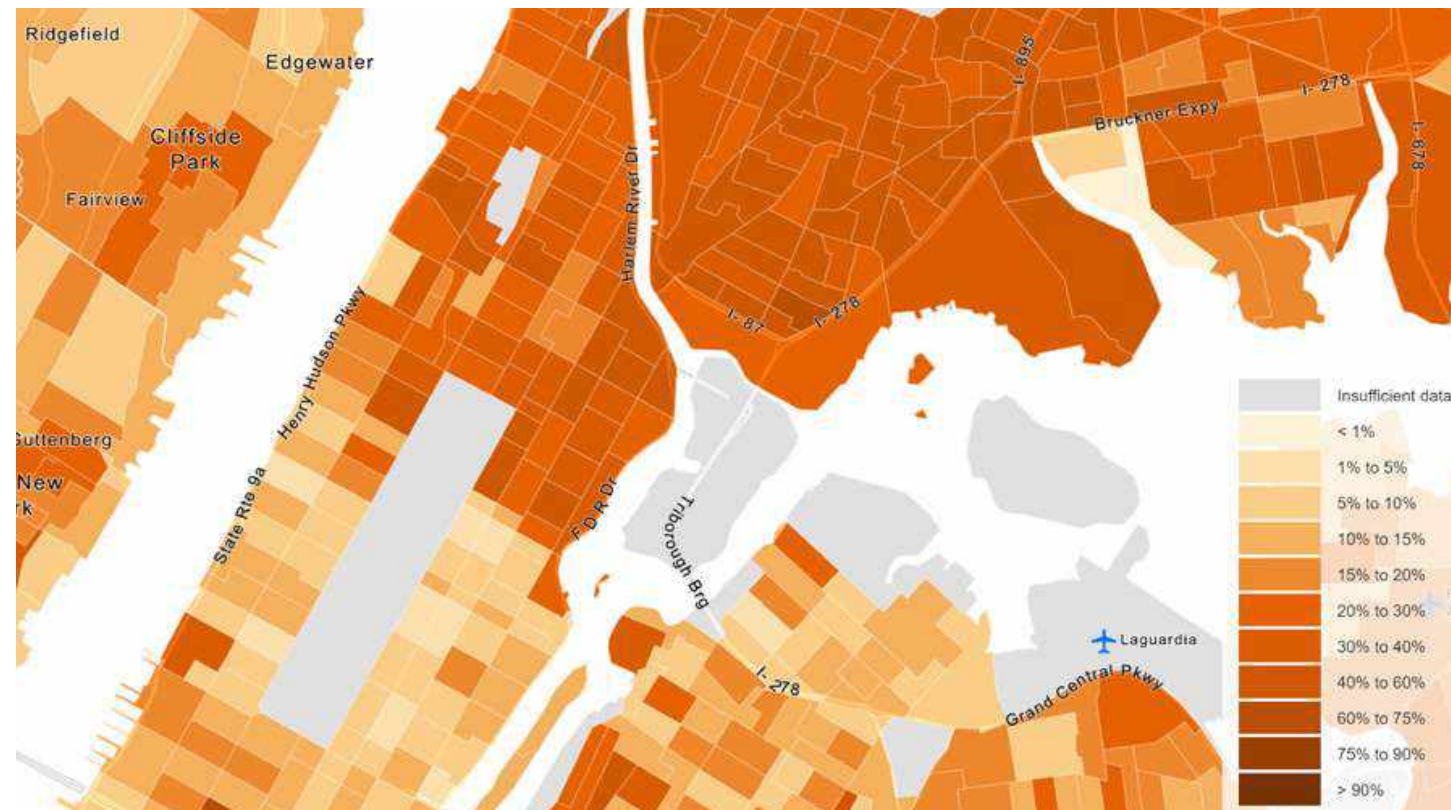 Ridgefield
Edgewater
Cliffside
Park
Fairview
Guttenberg
New
rk
Henry Hudson Pkwy
State Rte 9a
Harlem River Dr
F D R Dr
I- 87
I- 278
I- 895
Bruckner Expy
I- 278
I- 678
Triborough Brg
I- 278
Laguardia
Grand Central Pkwy
Insufficient data
< 1%
1% to 5%
5% to 10%
10% to 15%
15% to 20%
20% to 30%
30% to 40%
40% to 60%
60% to 75%
75% to 90%
> 90%